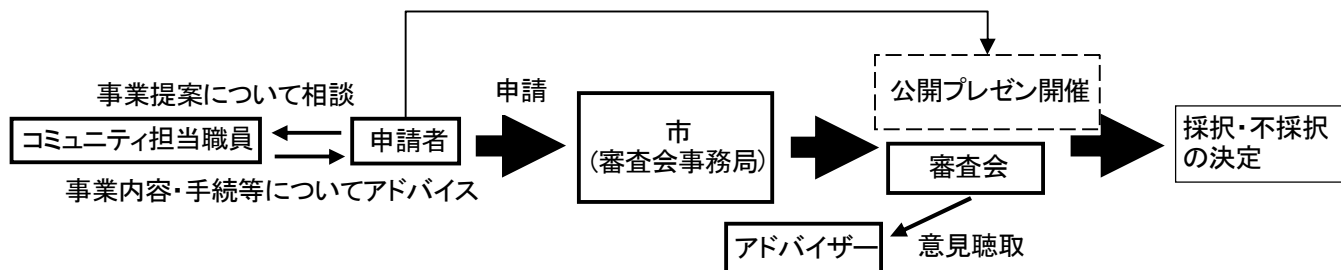 事業提案について相談
コミュニティ担当職員
申請者
事業内容・手続等についてアドバイス
申請
市
(審査会事務局)
公開プレゼン開催
審査会
アドバイザー
意見聴取
採択・不採択
の決定